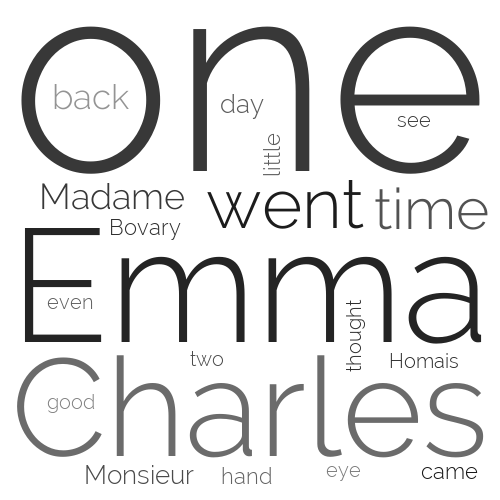 one
back
day
see
little
Madame
went
time
Bovary
Emma
even
thought
two
Homais
Charles
good
Monsieur
hand
eye
came